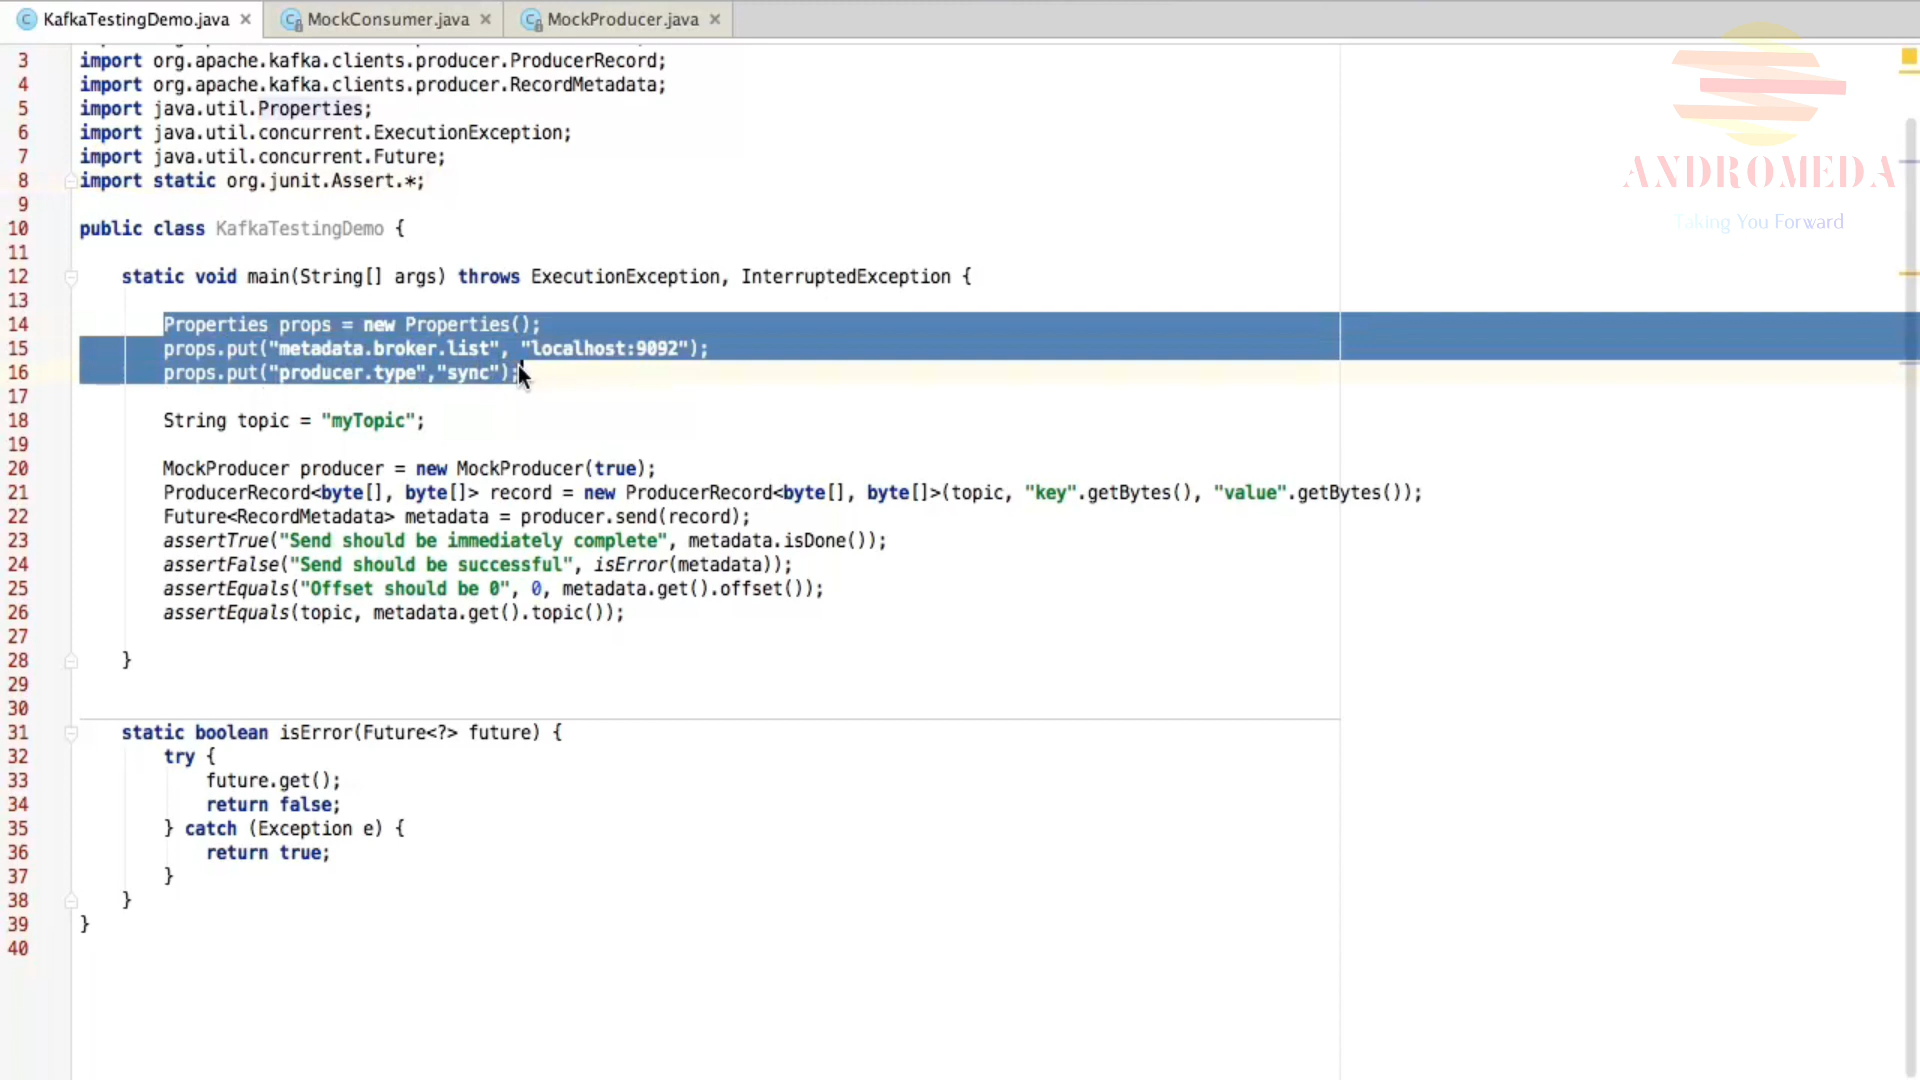 KafkaTestingDemo.java
MockConsumer.java
MockProducer.java
3 import org.apache.kafka.clients.producer.ProducerRecord;
4 import org.apache.kafka.clients.producer.RecordMetadata;
5 import java.util.Properties;
6 import java.util.concurrent.ExecutionException;
7 import java.util.concurrent.Future;
8 import static org.junit.Assert.*;
9
10 public class KafkaTestingDemo {
11
12 static void main(String[] args) throws ExecutionException, InterruptedException {
13
14 Properties props = new Properties();
15 props.put("metadata.broker.list", "localhost:9092");
16 props.put("producer.type","sync");
17
18 String topic = "myTopic";
19
20 MockProducer producer = new MockProducer(true);
21 ProducerRecord<byte[], byte[]> record = new ProducerRecord<byte[], byte[]>(topic, "key".getBytes(), "value".getBytes());
22 Future<RecordMetadata> metadata = producer.send(record);
23 assertTrue("Send should be immediately complete", metadata.isDone());
24 assertFalse("Send should be successful", isError(metadata));
25 assertEquals("Offset should be 0", 0, metadata.get().offset());
26 assertEquals(topic, metadata.get().topic());
27
28 }
29
30
31 static boolean isError(Future<?> future) {
32 try {
33 future.get();
34 return false;
35 } catch (Exception e) {
36 return true;
37 }
38 }
39 }
40
ANDROMEDA
Taking You Forward